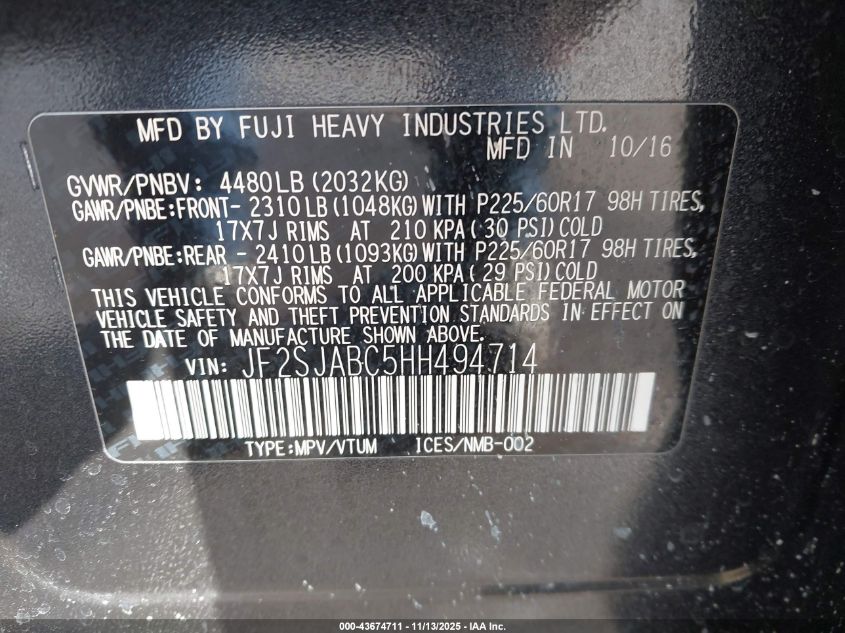 MFD BY FUJI HEAVY INDUSTRIES LTD.
MFD IN 10/16
GVWR/PNBV: 4480LB (2032KG)
GAWR/PNBE:FRONT- 2310LB (1048KG) WITH P225/60R17 98H TIRES,
17X7J RIMS AT 210 KPA (30 PSI) COLD
GAWR/PNBE:REAR - 2410LB (1093KG) WITH P225/60R17 98H TIRES,
17X7J RIMS AT 200 KPA (29 PSI) COLD
THIS VEHICLE CONFORMS TO ALL APPLICABLE FEDERAL MOTOR
VEHICLE SAFETY AND THEFT PREVENTION STANDARDS IN EFFECT ON
THE DATE OF MANUFACTURE SHOWN ABOVE.
VIN: JF2SJABC5HH494714
TYPE:MPV/VTUM ICES/NMB-002
000-43674711 - 11/13/2025 - IAA Inc.